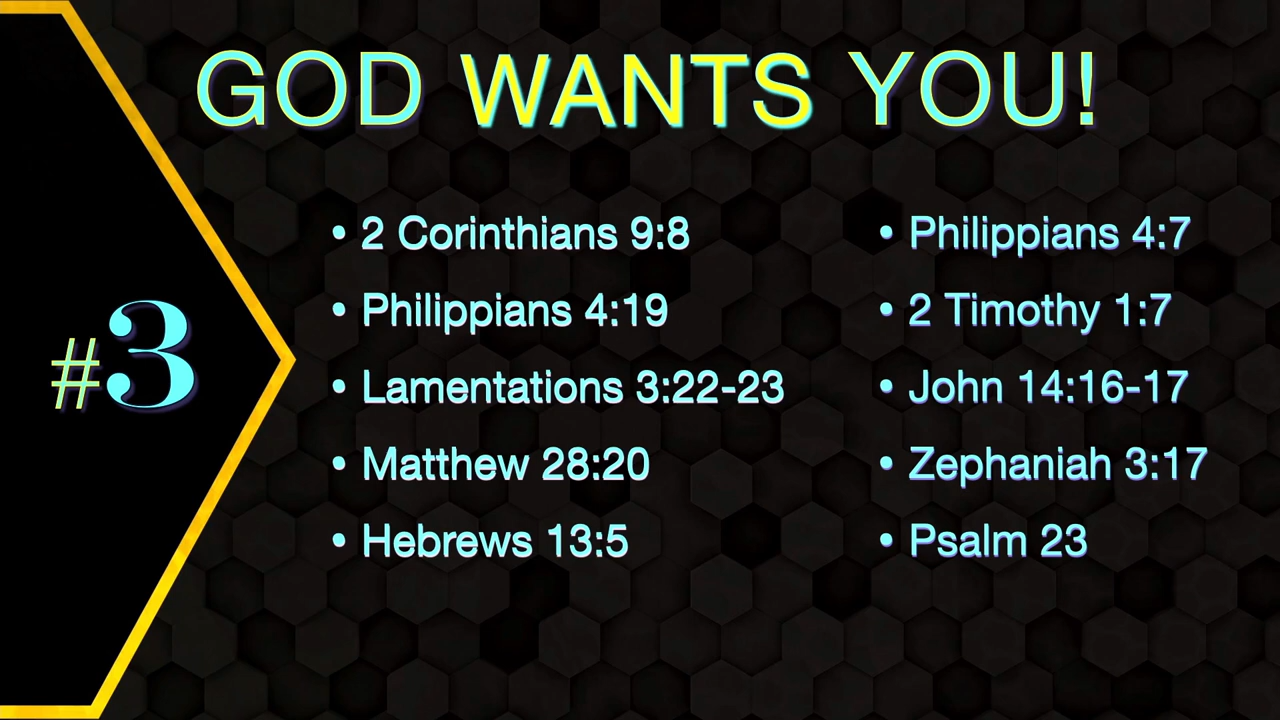 GOD WANTS YOU!
#3
• 2 Corinthians 9:8
• Philippians 4:19
• Lamentations 3:22-23
• Matthew 28:20
• Hebrews 13:5
• Philippians 4:7
• 2 Timothy 1:7
• John 14:16-17
• Zephaniah 3:17
• Psalm 23